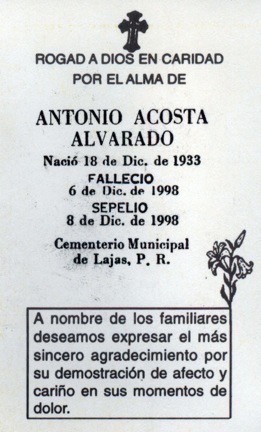 ROGAD A DIOS EN CARIDAD
POR EL ALMA DE
ANTONIO ACOSTA
ALVARADO
Nació 18 de Dic. de 1933
FALLECIO
6 de Dic. de 1998
SEPELIO
8 de Dic. de 1998
Cementerio Municipal
de Lajas, P. R.
A nombre de los familiares
deseamos expresar el más
sincero agradecimiento por
su demostración de afecto y
cariño en sus momentos de
dolor.